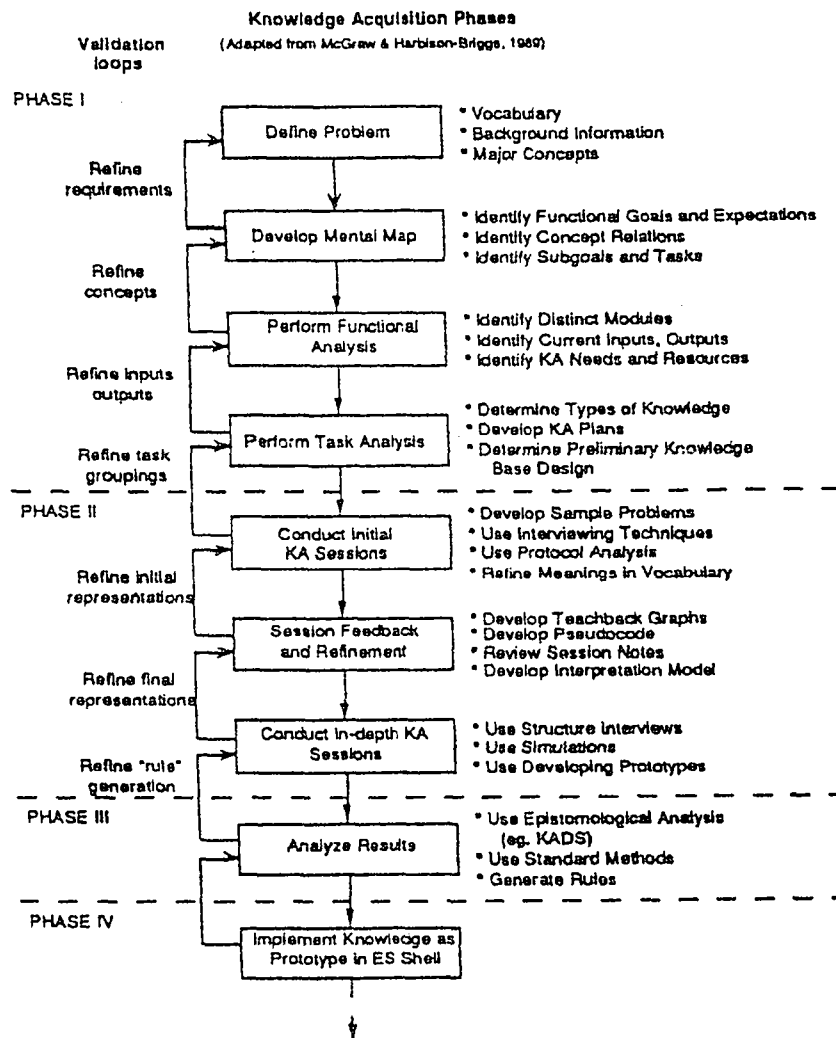 Knowledge Acquisition Phases
(Adapted from McGraw & Harbison-Briggs, 1989)
Validation
loops
PHASE I
Define Problem
* Vocabulary
* Background Information
* Major Concepts
Refine
requirements
Develop Mental Map
* Identify Functional Goals and Expectations
* Identify Concept Relations
* Identify Subgoals and Tasks
Refine
concepts
Perform Functional
Analysis
* Identify Distinct Modules
* Identify Current Inputs, Outputs
* Identify KA Needs and Resources
Refine Inputs
outputs
Perform Task Analysis
* Determine Types of Knowledge
* Develop KA Plans
* Determine Preliminary Knowledge
Base Design
Refine task
groupings
PHASE II
Conduct Initial
KA Sessions
* Develop Sample Problems
* Use Interviewing Techniques
* Use Protocol Analysis
* Refine Meanings in Vocabulary
Refine initial
representations
Session Feedback
and Refinement
* Develop Teachback Graphs
* Develop Pseudocode
* Review Session Notes
* Develop Interpretation Model
Refine final
representations
Conduct In-depth KA
Sessions
* Use Structure Interviews
* Use Simulations
* Use Developing Prototypes
Refine "rule"
generation
PHASE III
Analyze Results
* Use Epistomological Analysis
(eg. KADS)
* Use Standard Methods
* Generate Rules
PHASE IV
Implement Knowledge as
Prototype in ES Shell